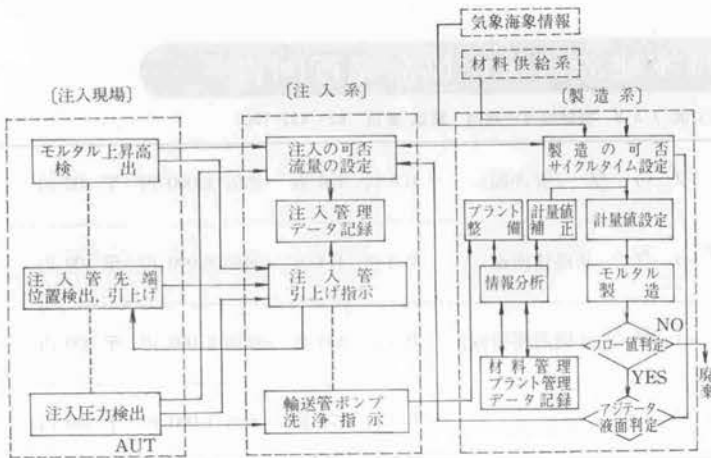 気象海象情報
材料供給系
〔注入現場〕
〔注入系〕
〔製造系〕
モルタル上昇高
検出
注入管先端
位置検出,引上げ
注入圧力検出
AUT
注入の可否
流量の設定
注入管理
データ記録
注入管
引上げ指示
輸送管ポンプ
洗浄指示
製造の可否
サイクルタイム設定
プラント
整備
計量値
補正
計量値設定
情報分析
モルタル
製造
フロー値判定
NO
YES
廃棄
材料管理
プラント管理
データ記録
アジテータ
液面判定